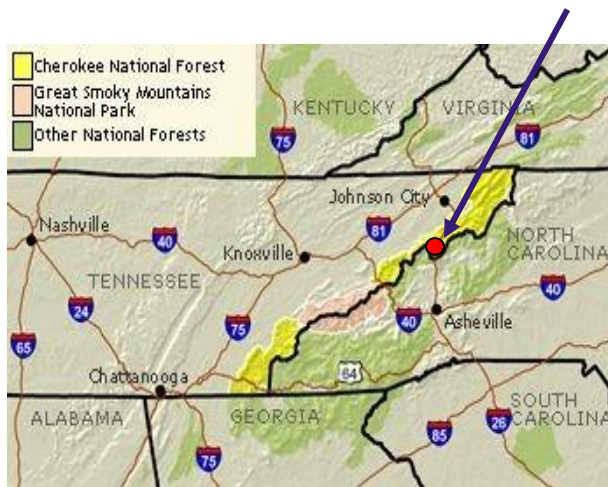 Cherokee National Forest
Great Smoky Mountains
National Park
Other National Forests
KENTUCKY
VIRGINIA
75
81
Johnson City
Nashville
40
81
Knoxville
NORTH
CAROLINA
TENNESSEE
24
75
40
40
Asheville
65
64
Chattanooga
ALABAMA
GEORGIA
SOUTH
CAROLINA
85
26
75